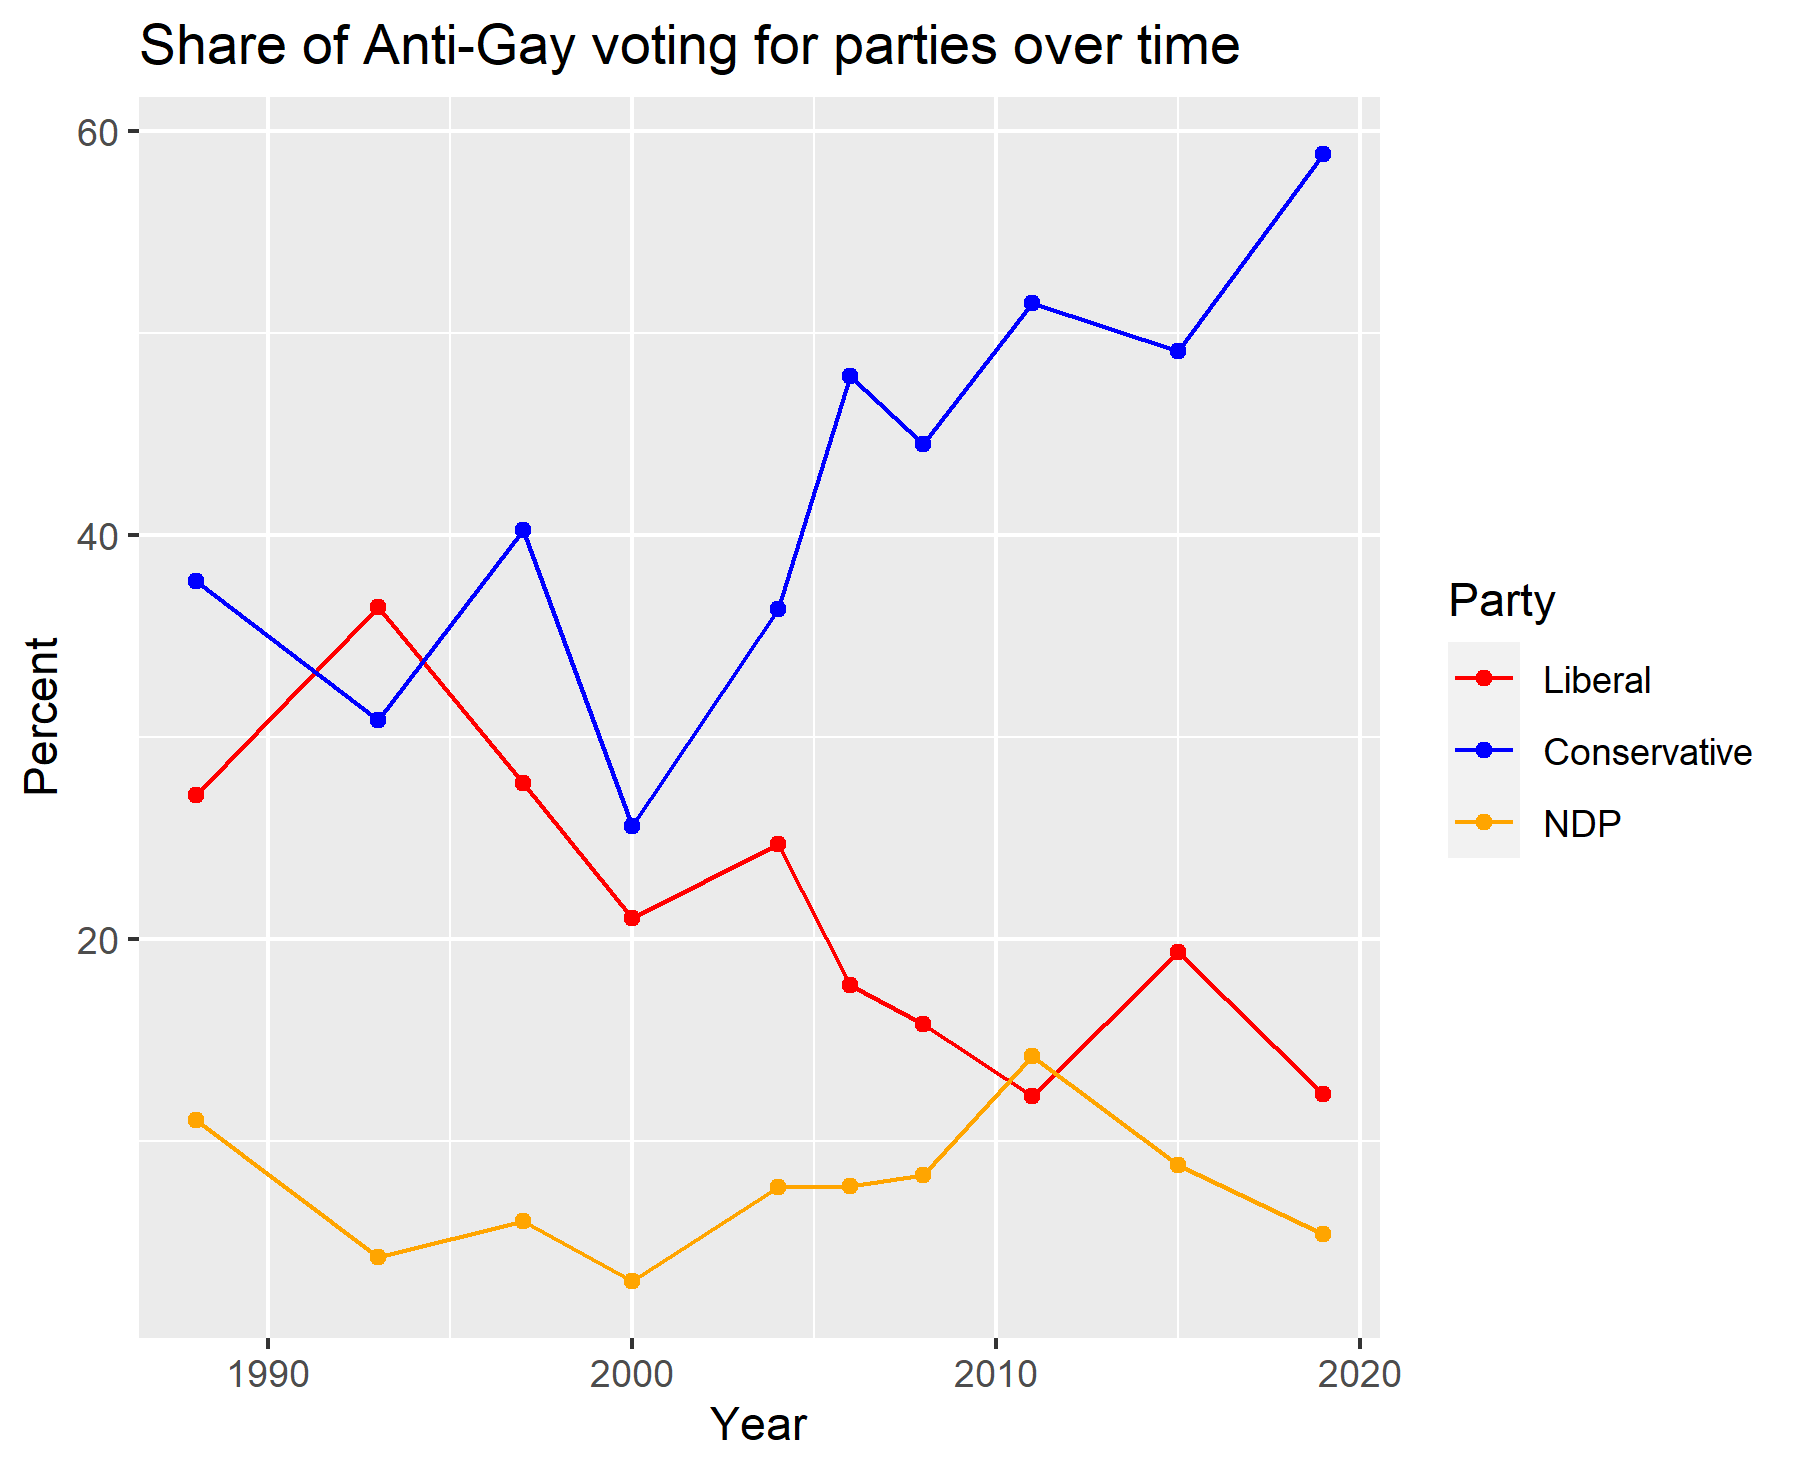 Share of Anti-Gay voting for parties over time
60
40
20
Percent
1990
2000
2010
2020
Year
Party
Liberal
Conservative
NDP